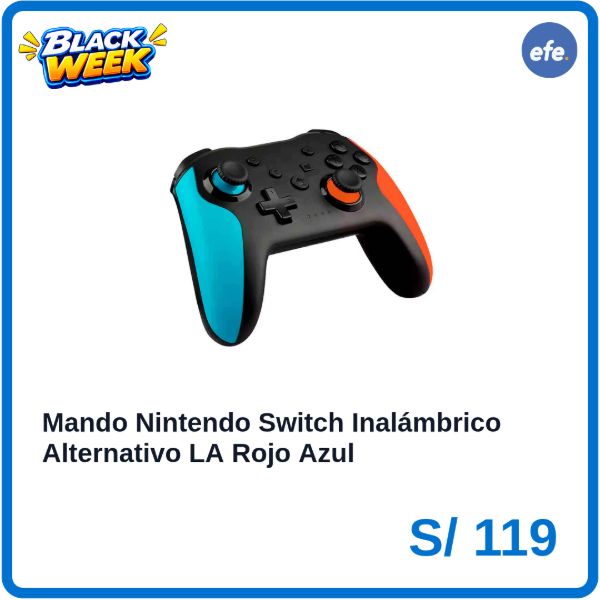 BLACK
WEEK
efe.
Mando Nintendo Switch Inalámbrico
Alternativo LA Rojo Azul
S/ 119